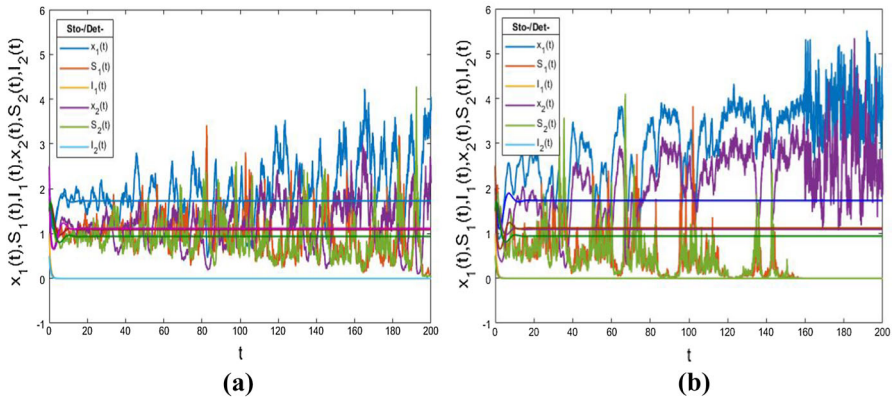 x₁(t),S₁(t),I₁(t),x₂(t),S₂(t),I₂(t)
6
5
4
3
2
1
0
-1
Sto-/Det-
x₁(t)
S₁(t)
I₁(t)
x₂(t)
S₂(t)
I₂(t)
0 20 40 60 80 100 120 140 160 180 200
t
(a)
x₁(t),S₁(t),I₁(t),x₂(t),S₂(t),I₂(t)
6
5
4
3
2
1
0
-1
Sto-/Det-
x₁(t)
S₁(t)
I₁(t)
x₂(t)
S₂(t)
I₂(t)
0 20 40 60 80 100 120 140 160 180 200
t
(b)